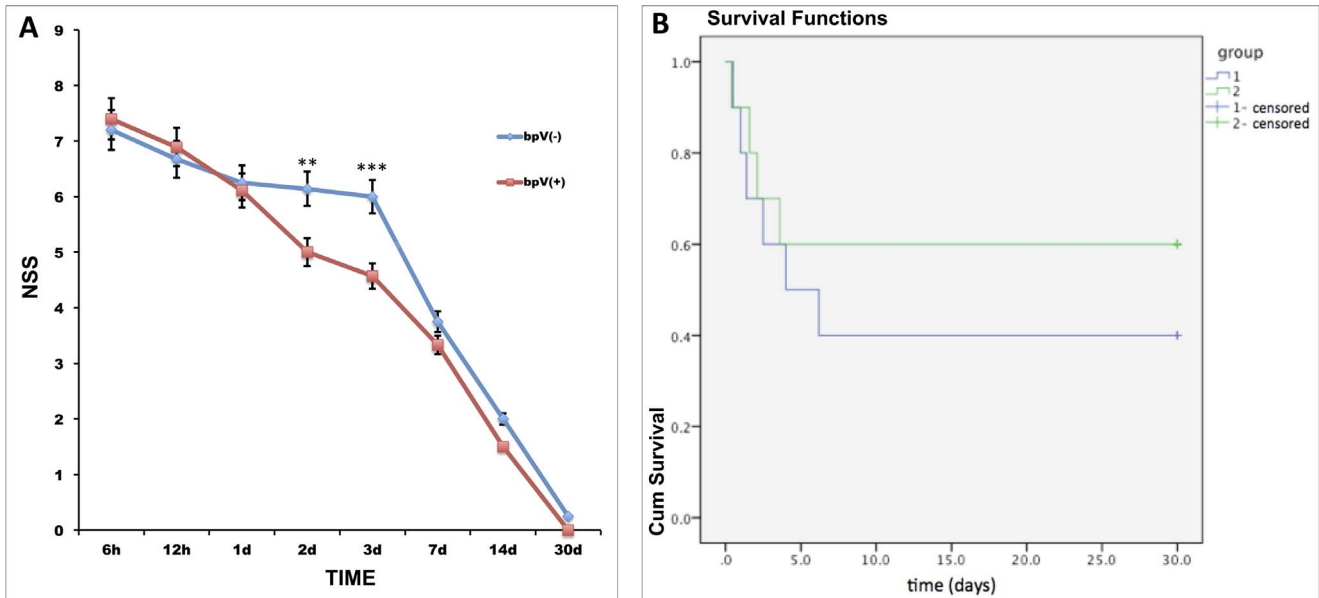 A
9
8
7
6
5
4
3
2
1
0
NSS
** ***
bpV(-)
bpV(+)
6h 12h 1d 2d 3d 7d 14d 30d
TIME
B Survival Functions
1.0
0.8
0.6
0.4
0.2
0.0
Cum Survival
.0 5.0 10.0 15.0 20.0 25.0 30.0
time (days)
group
1
2
1- censored
2- censored